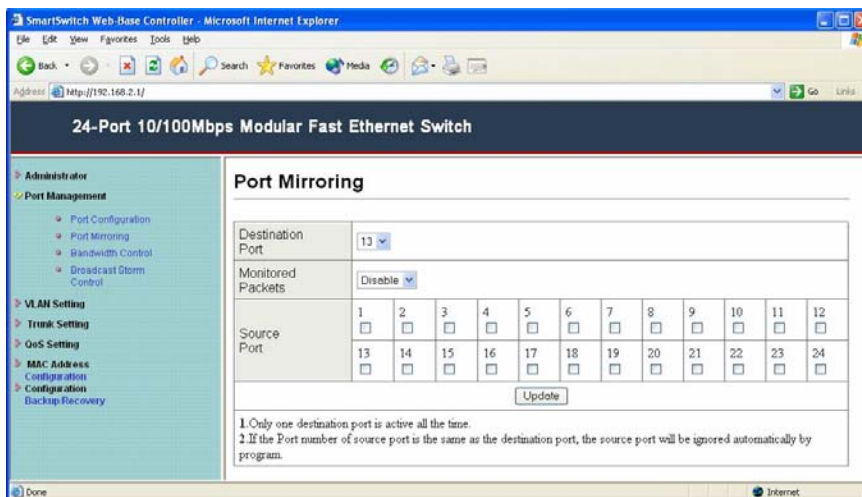 SmartSwitch Web-Base Controller - Microsoft Internet Explorer
File Edit View Favorites Tools Help
Back Search Favorites Media
Address http://192.168.2.1/ Go Links
24-Port 10/100Mbps Modular Fast Ethernet Switch
Administrator
Port Management
Port Configuration
Port Mirroring
Bandwidth Control
Broadcast Storm
Control
VLAN Setting
Trunk Setting
QoS Setting
MAC Address
Configuration
Configuration
Backup/Recovery
Port Mirroring
Destination
Port
13
Monitored
Packets
Disable
Source
Port
1 2 3 4 5 6 7 8 9 10 11 12
13 14 15 16 17 18 19 20 21 22 23 24
Update
1.Only one destination port is active all the time.
2.If the Port number of source port is the same as the destination port, the source port will be ignored automatically by
program.
Done Internet